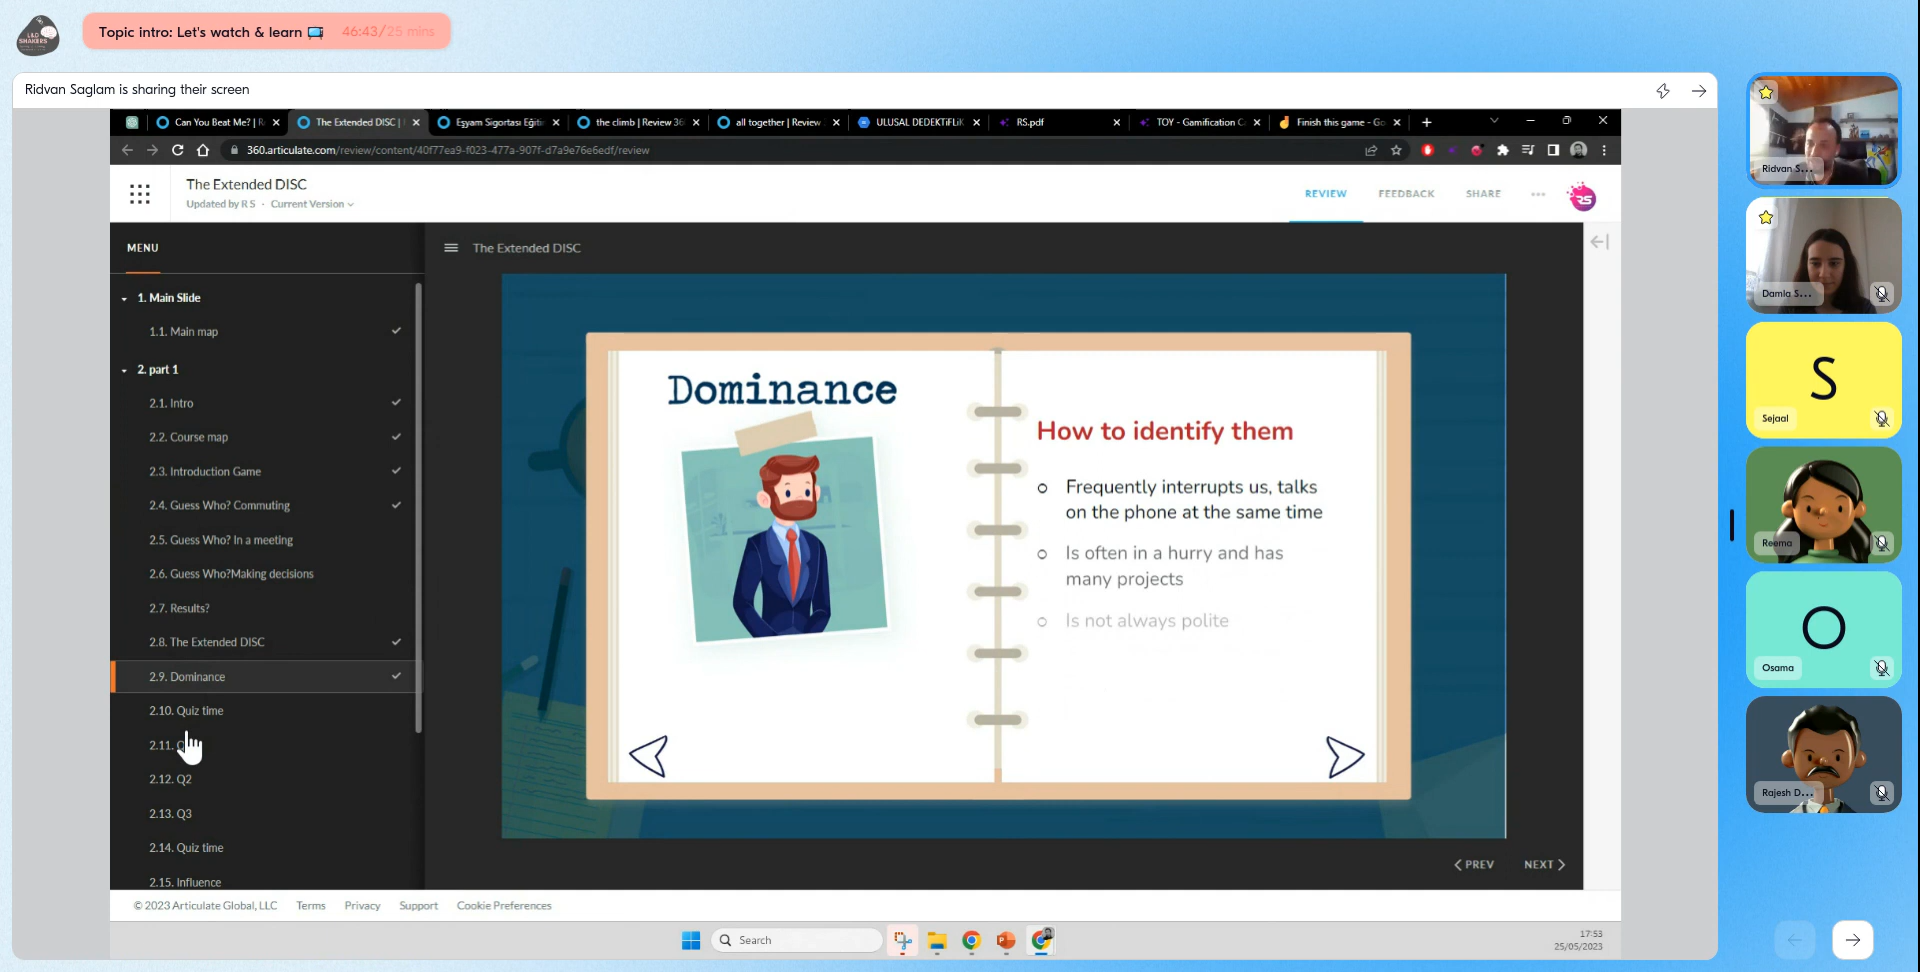 L&D
SHAKERS
Topic intro: Let's watch & learn
46:43/25 mins
Ridvan Saglam is sharing their screen
Can You Beat Me? | R
The Extended DISC |
Eşyam Sigortası Eğiti
the climb | Review 36
all together | Review
ULUSAL DEDEKTiFLiK
RS.pdf
TOY - Gamification C
Finish this game - Go
360.articulate.com/review/content/40f77ea9-f023-477a-907f-d7a9e76e6edf/review
The Extended DISC
Updated by R S · Current Version
REVIEW
FEEDBACK
SHARE
RS
MENU
The Extended DISC
1. Main Slide
1.1. Main map
2. part 1
2.1. Intro
2.2. Course map
2.3. Introduction Game
2.4. Guess Who? Commuting
2.5. Guess Who? In a meeting
2.6. Guess Who?Making decisions
2.7. Results?
2.8. The Extended DISC
2.9. Dominance
2.10. Quiz time
2.11.
2.12. Q2
2.13. Q3
2.14. Quiz time
2.15. Influence
Dominance
How to identify them
Frequently interrupts us, talks
on the phone at the same time
Is often in a hurry and has
many projects
Is not always polite
PREV
NEXT
© 2023 Articulate Global, LLC
Terms
Privacy
Support
Cookie Preferences
Search
17:53
25/05/2023
Ridvan S...
Damla S...
S
Sejaal
Reema
O
Osama
Rajesh D...